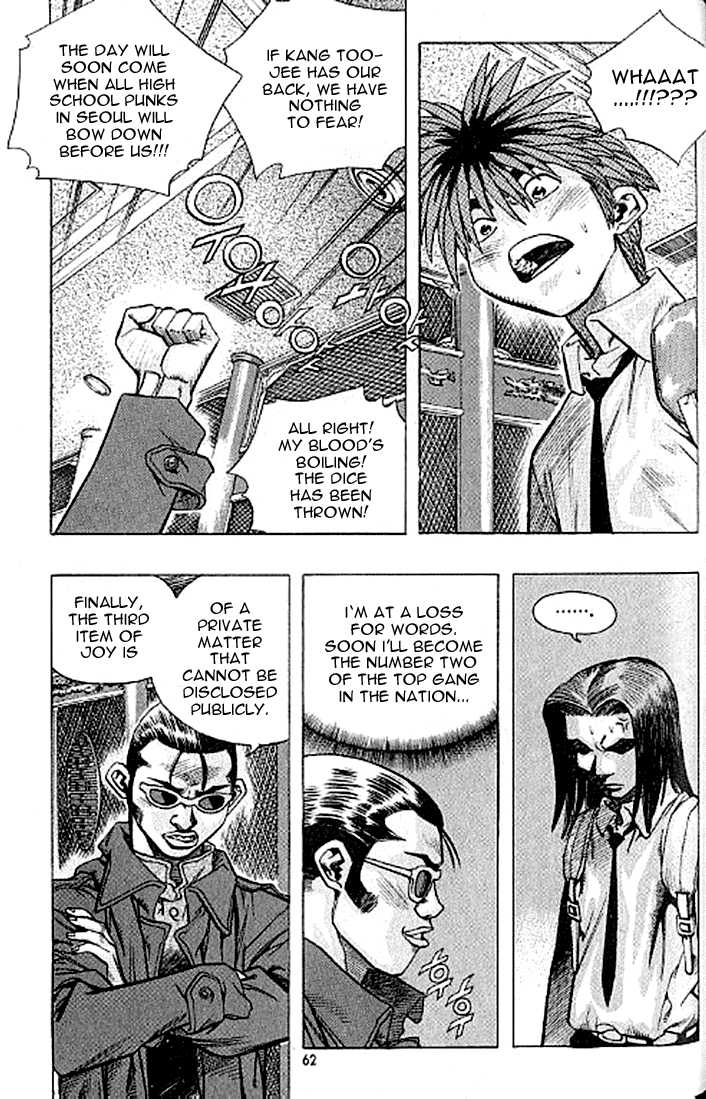 THE DAY WILL
SOON COME
WHEN ALL HIGH
SCHOOL PUNKS
IN SEOUL WILL
BOW DOWN
BEFORE US!!!
IF KANG TOO-
JEE HAS OUR
BACK, WE HAVE
NOTHING
TO FEAR!
ALL RIGHT!
MY BLOOD'S
BOILING!
THE DICE
HAS BEEN
THROWN!
WHAAAT
....!!!???
FINALLY,
THE THIRD
ITEM OF
JOY IS
OF A
PRIVATE
MATTER
THAT
CANNOT BE
DISCLOSED
PUBLICLY.
I'M AT A LOSS
FOR WORDS.
SOON I'LL BECOME
THE NUMBER TWO
OF THE TOP GANG
IN THE NATION...
.......
62